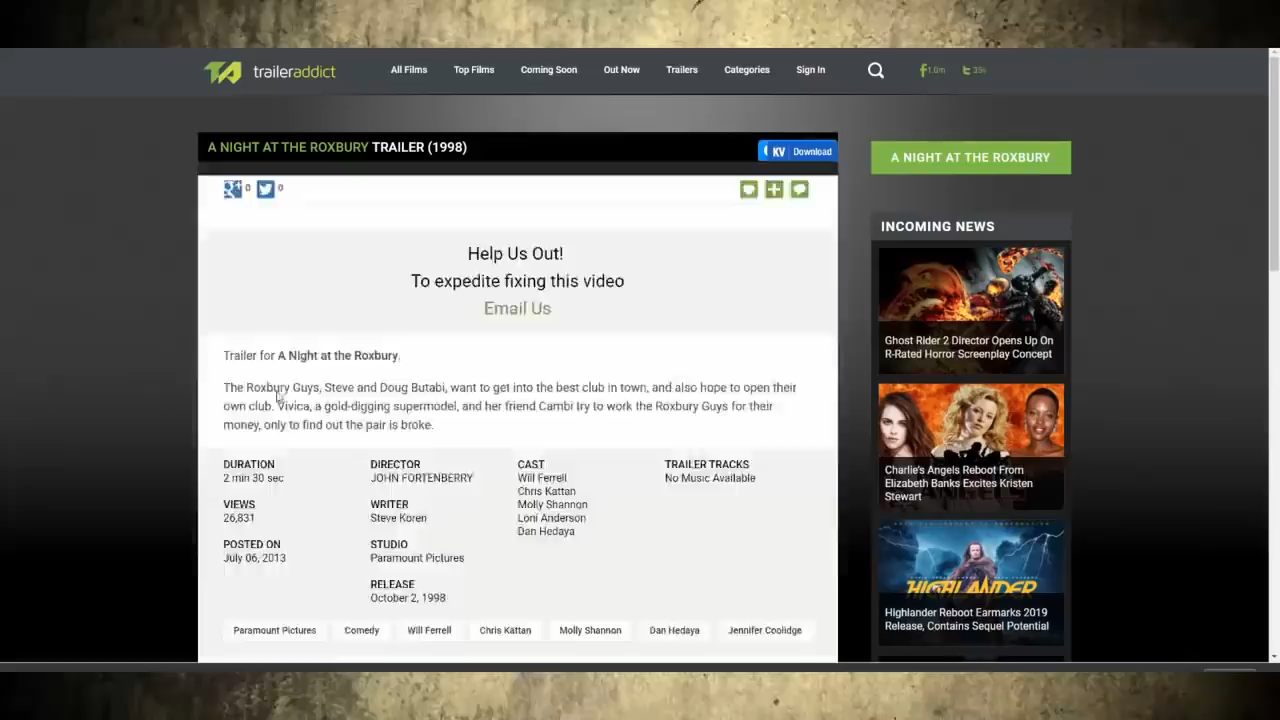 traileraddict
All Films
Top Films
Coming Soon
Out Now
Trailers
Categories
Sign In
1.0m
35k
A NIGHT AT THE ROXBURY TRAILER (1998)
KV Download
0
0
Help Us Out!
To expedite fixing this video
Email Us
Trailer for A Night at the Roxbury.
The Roxbury Guys, Steve and Doug Butabi, want to get into the best club in town, and also hope to open their
own club. Vivica, a gold-digging supermodel, and her friend Cambi try to work the Roxbury Guys for their
money, only to find out the pair is broke.
DURATION
2 min 30 sec
VIEWS
26,831
POSTED ON
July 06, 2013
DIRECTOR
JOHN FORTENBERRY
WRITER
Steve Koren
STUDIO
Paramount Pictures
RELEASE
October 2, 1998
CAST
Will Ferrell
Chris Kattan
Molly Shannon
Loni Anderson
Dan Hedaya
TRAILER TRACKS
No Music Available
Paramount Pictures
Comedy
Will Ferrell
Chris Kattan
Molly Shannon
Dan Hedaya
Jennifer Coolidge
A NIGHT AT THE ROXBURY
INCOMING NEWS
Ghost Rider 2 Director Opens Up On
R-Rated Horror Screenplay Concept
Charlie's Angels Reboot From
Elizabeth Banks Excites Kristen
Stewart
HIGHLANDER
Highlander Reboot Earmarks 2019
Release, Contains Sequel Potential